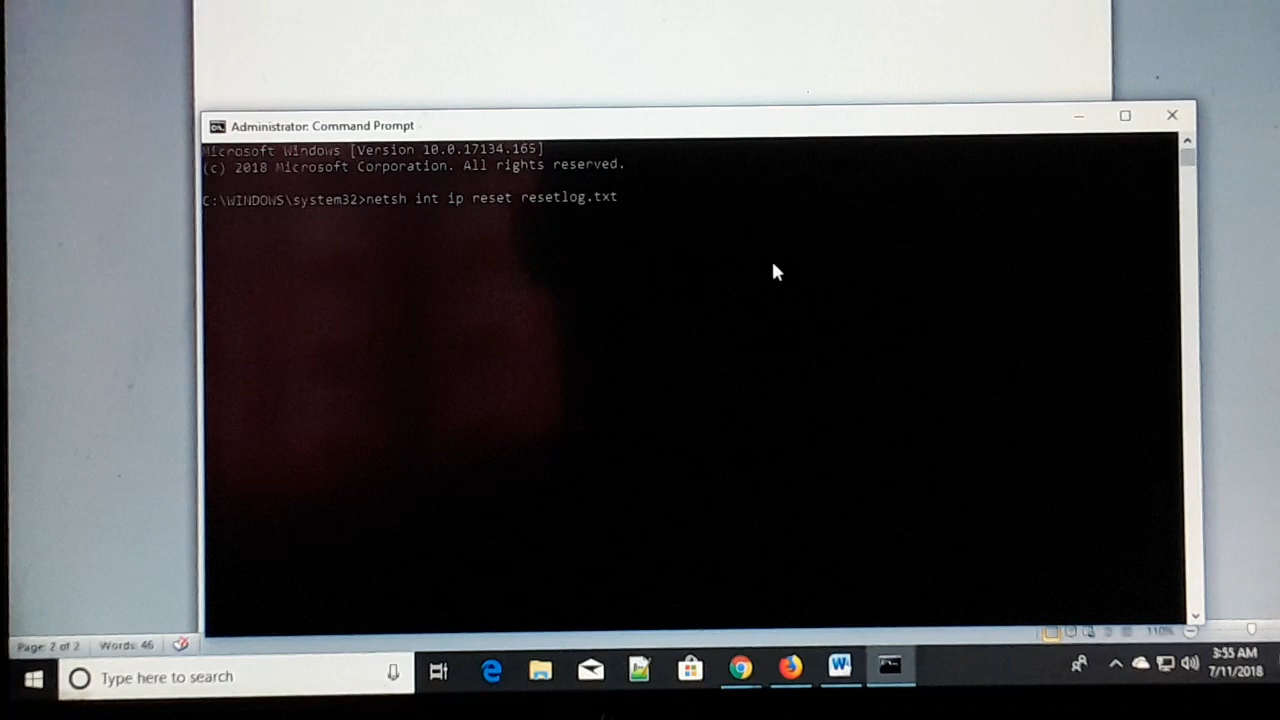 Administrator: Command Prompt
Microsoft Windows [Version 10.0.17134.165]
(c) 2018 Microsoft Corporation. All rights reserved.
C:\WINDOWS\system32>netsh int ip reset resetlog.txt
Page: 2 of 2 Words: 46 110%
Type here to search
3:55 AM
7/11/2018